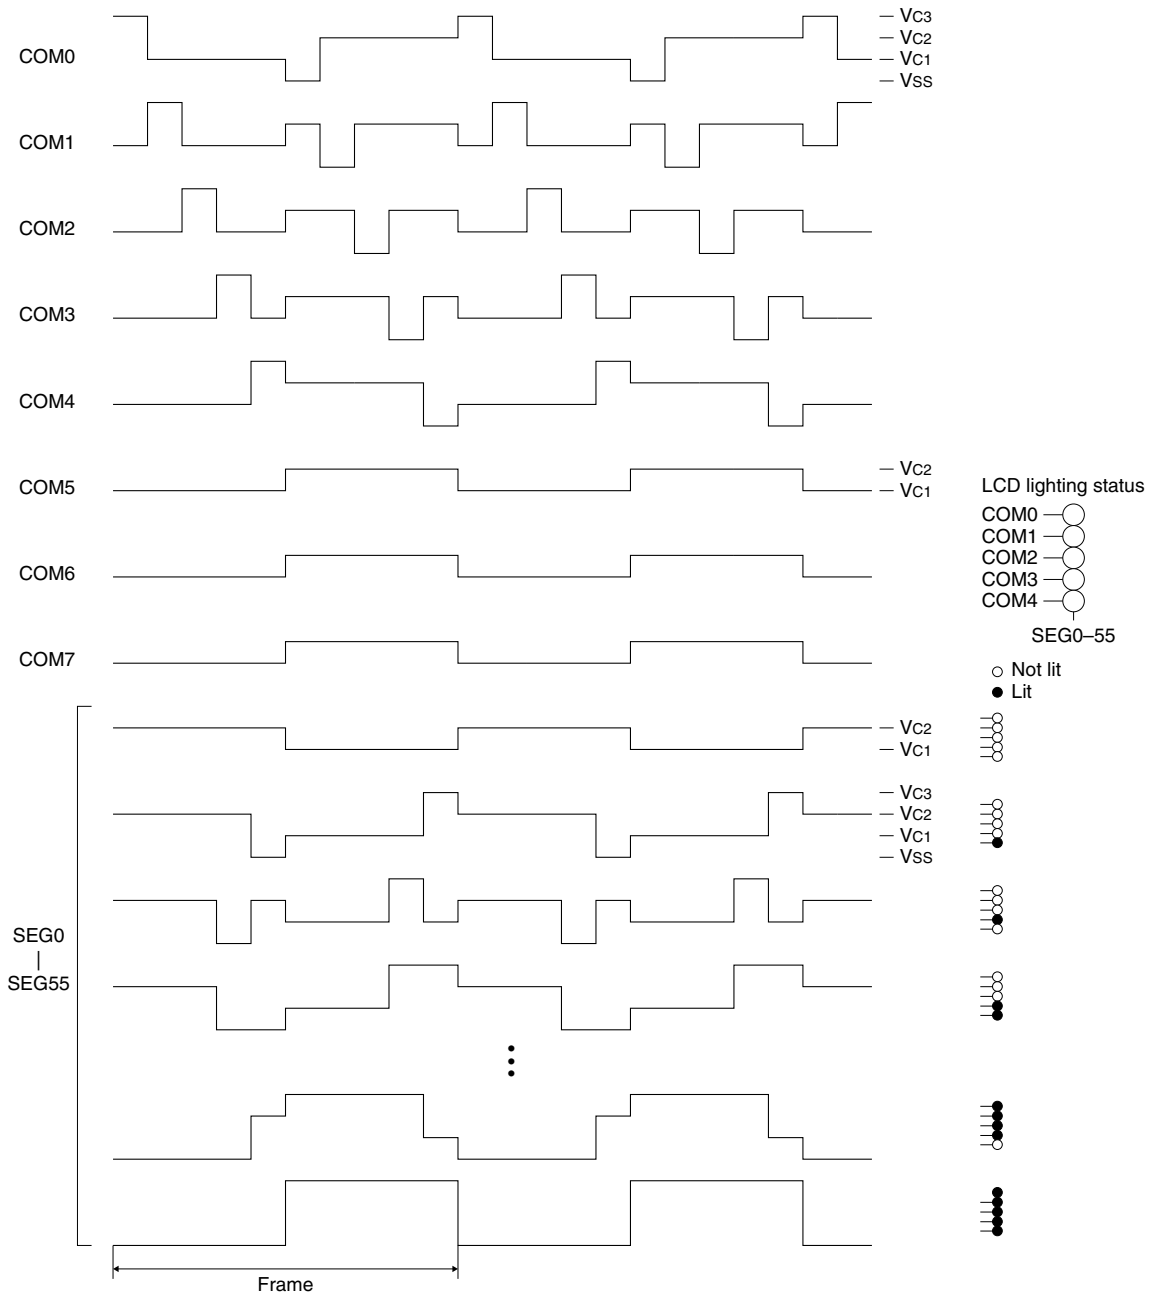 COM0
VC3
VC2
VC1
VSS
COM1
COM2
COM3
COM4
COM5
VC2
VC1
COM6
COM7
LCD lighting status
COM0
COM1
COM2
COM3
COM4
SEG0–55
Not lit
Lit
VC2
VC1
VC3
VC2
VC1
VSS
SEG0
SEG55
Frame